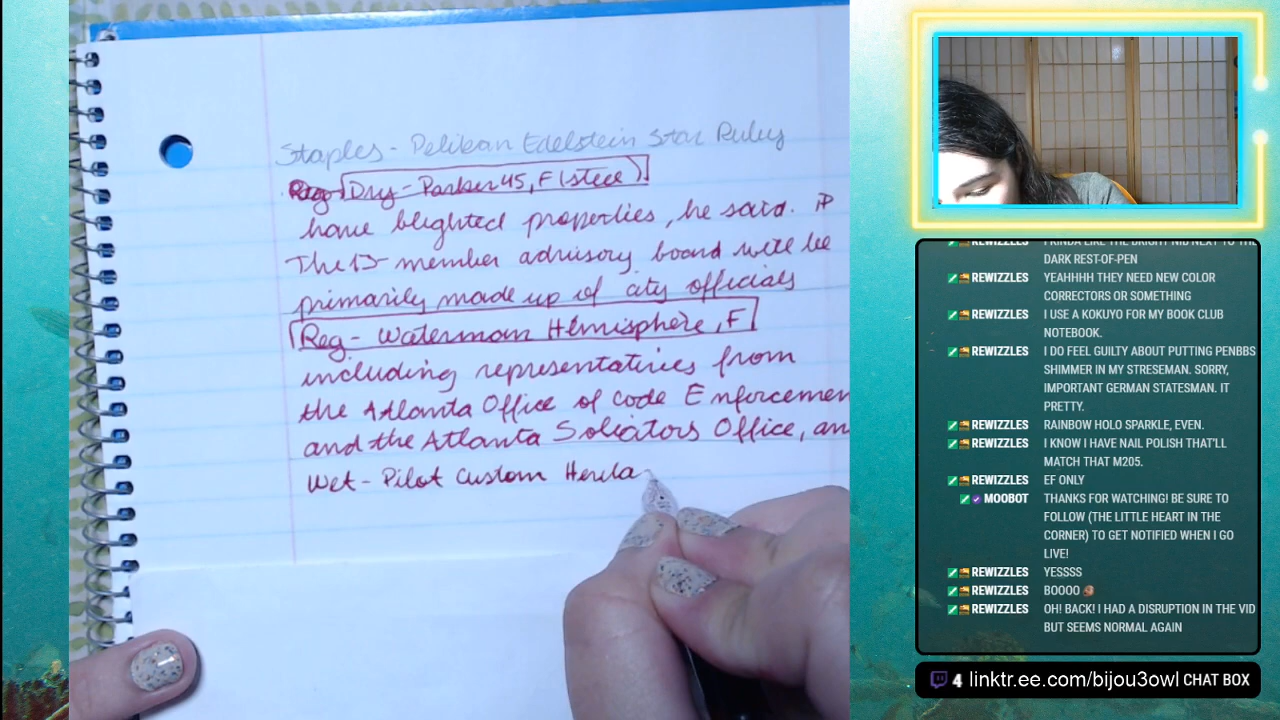 Staples - Pelikan Edelstein Star Ruby
Reg Dry - Parker 45, F (steel)
have blighted properties, he said. P
The 13-member advisory board will be
primarily made up of city officials
Reg - Waterman Hémisphère, F
including representatives from
the Atlanta Office of Code Enforcemen
and the Atlanta Solicitors Office, an
Wet - Pilot Custom Herita
REWIZZLES I KINDA LIKE THE BRIGHT NIB NEXT TO THE
DARK REST-OF-PEN
REWIZZLES YEAHHHH THEY NEED NEW COLOR
CORRECTORS OR SOMETHING
REWIZZLES I USE A KOKUYO FOR MY BOOK CLUB
NOTEBOOK.
REWIZZLES I DO FEEL GUILTY ABOUT PUTTING PENBBS
SHIMMER IN MY STRESEMAN. SORRY,
IMPORTANT GERMAN STATESMAN. IT
PRETTY.
REWIZZLES RAINBOW HOLO SPARKLE, EVEN.
REWIZZLES I KNOW I HAVE NAIL POLISH THAT'LL
MATCH THAT M205.
REWIZZLES EF ONLY
MOOBOT THANKS FOR WATCHING! BE SURE TO
FOLLOW (THE LITTLE HEART IN THE
CORNER) TO GET NOTIFIED WHEN I GO
LIVE!
REWIZZLES YESSSS
REWIZZLES BOOOO
REWIZZLES OH! BACK! I HAD A DISRUPTION IN THE VID
BUT SEEMS NORMAL AGAIN
4 linktr.ee.com/bijou3owl CHAT BOX